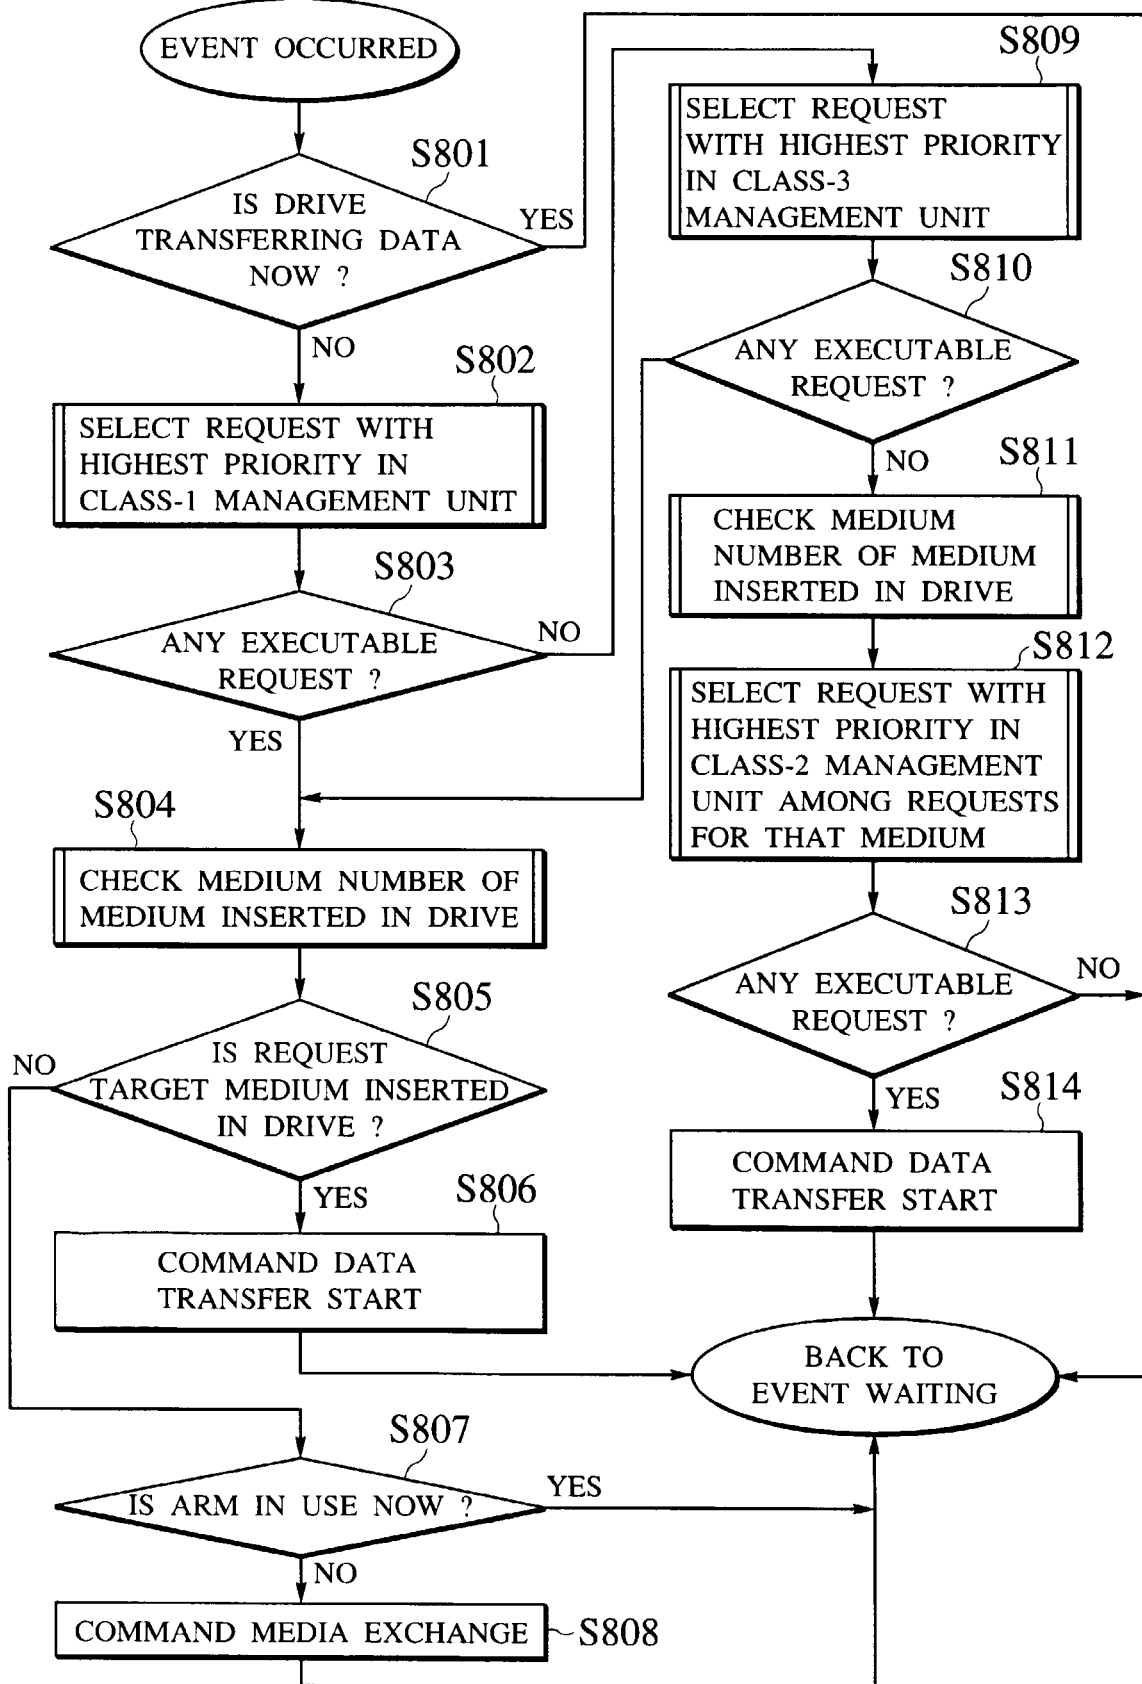 EVENT OCCURRED
S801
IS DRIVE
TRANSFERRING DATA
NOW ?
YES
NO
S802
SELECT REQUEST WITH
HIGHEST PRIORITY IN
CLASS-1 MANAGEMENT UNIT
S803
ANY EXECUTABLE
REQUEST ?
NO
YES
S804
CHECK MEDIUM NUMBER OF
MEDIUM INSERTED IN DRIVE
S805
NO
IS REQUEST
TARGET MEDIUM INSERTED
IN DRIVE ?
YES
S806
COMMAND DATA
TRANSFER START
S807
IS ARM IN USE NOW ?
YES
NO
COMMAND MEDIA EXCHANGE
S808
S809
SELECT REQUEST
WITH HIGHEST PRIORITY
IN CLASS-3
MANAGEMENT UNIT
S810
ANY EXECUTABLE
REQUEST ?
NO
S811
CHECK MEDIUM
NUMBER OF MEDIUM
INSERTED IN DRIVE
S812
SELECT REQUEST WITH
HIGHEST PRIORITY IN
CLASS-2 MANAGEMENT
UNIT AMONG REQUESTS
FOR THAT MEDIUM
S813
ANY EXECUTABLE
REQUEST ?
NO
YES
S814
COMMAND DATA
TRANSFER START
BACK TO
EVENT WAITING